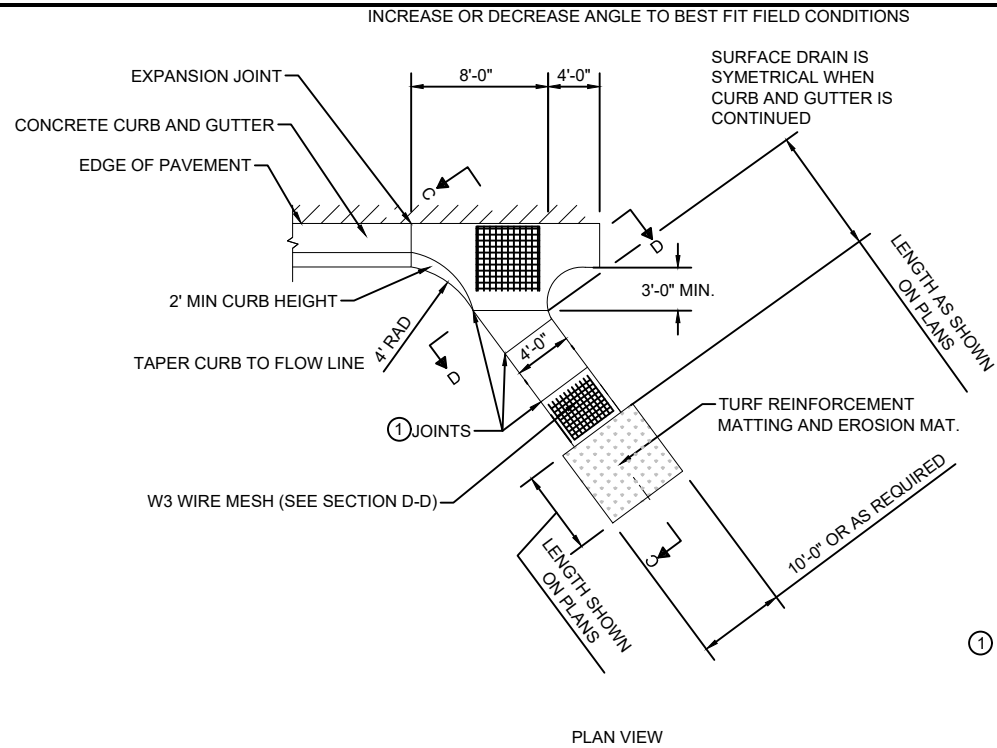 INCREASE OR DECREASE ANGLE TO BEST FIT FIELD CONDITIONS
SURFACE DRAIN IS
SYMETRICAL WHEN
CURB AND GUTTER IS
CONTINUED
EXPANSION JOINT
8'-0"
4'-0"
CONCRETE CURB AND GUTTER
EDGE OF PAVEMENT
C
D
LENGTH AS SHOWN
ON PLANS
2' MIN CURB HEIGHT
3'-0" MIN.
4' RAD
TAPER CURB TO FLOW LINE
D
4'-0"
1 JOINTS
TURF REINFORCEMENT
MATTING AND EROSION MAT.
W3 WIRE MESH (SEE SECTION D-D)
LENGTH SHOWN
ON PLANS
C
10'-0" OR AS REQUIRED
1
PLAN VIEW